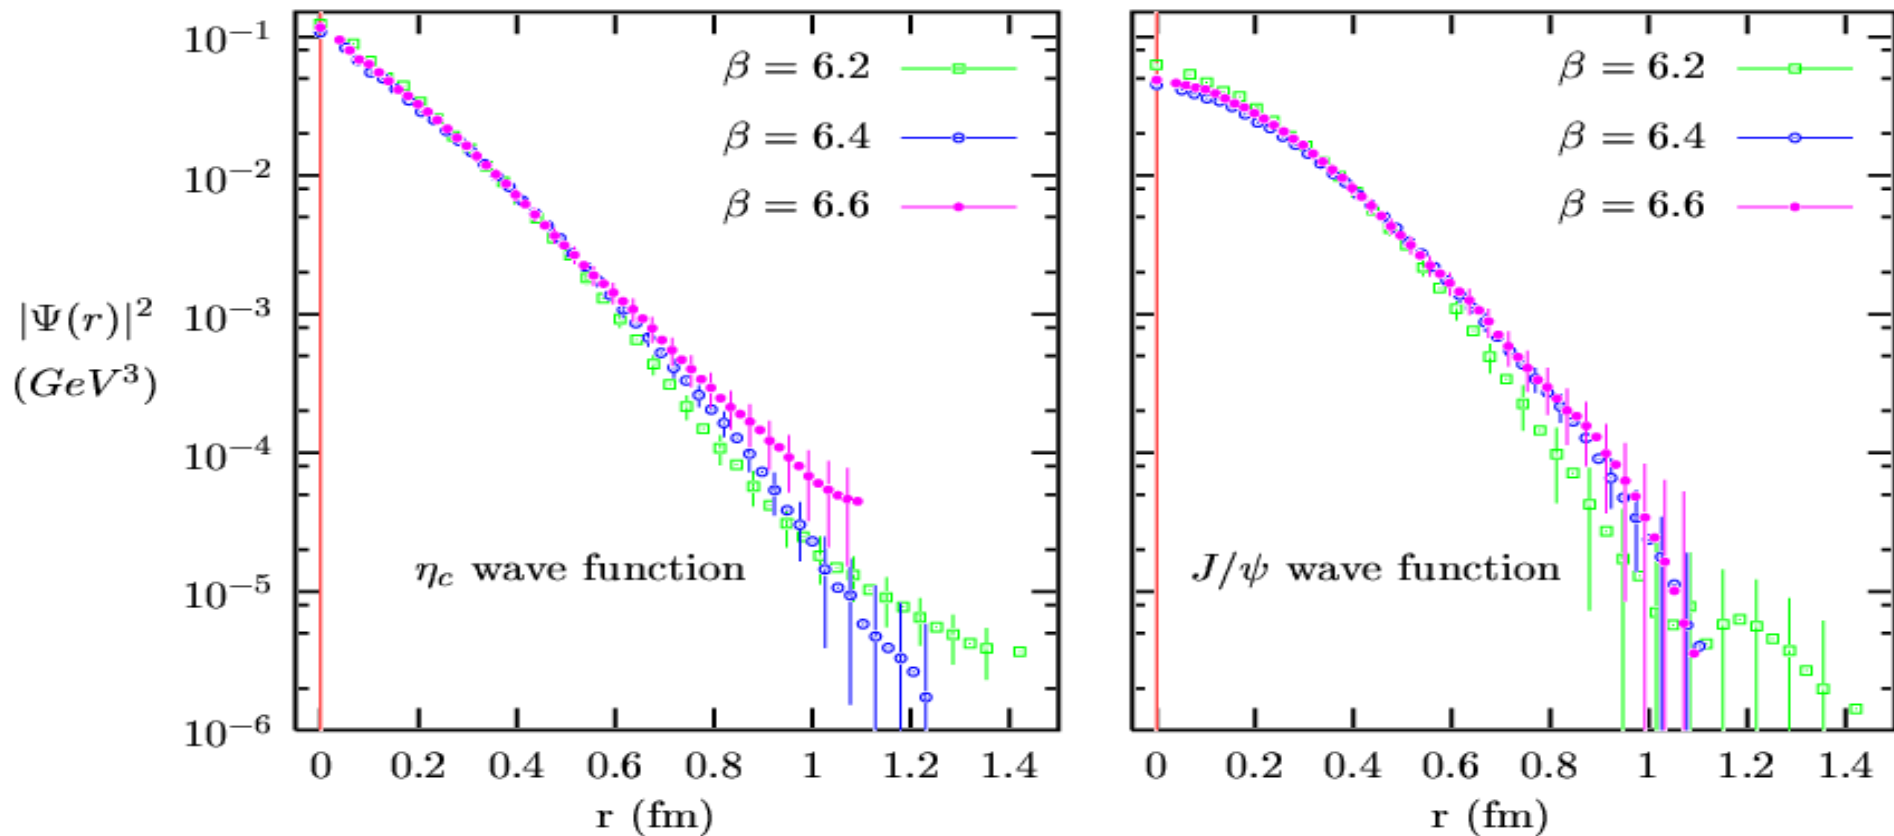 10⁻¹
10⁻²
10⁻³
10⁻⁴
10⁻⁵
10⁻⁶
|Ψ(r)|²
(GeV³)
β = 6.2
β = 6.4
β = 6.6
η_c wave function
0 0.2 0.4 0.6 0.8 1 1.2 1.4
r (fm)
β = 6.2
β = 6.4
β = 6.6
J/ψ wave function
0 0.2 0.4 0.6 0.8 1 1.2 1.4
r (fm)